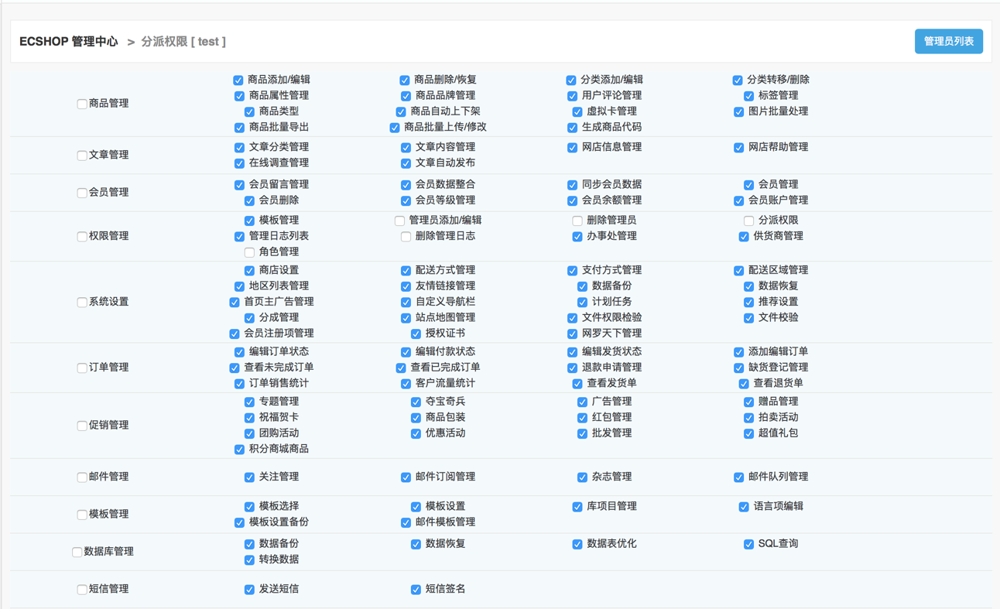 ECSHOP 管理中心 > 分派权限 [ test ] 管理员列表
商品管理
商品添加/编辑 商品删除/恢复 分类添加/编辑 分类转移/删除
商品属性管理 商品品牌管理 用户评论管理 标签管理
商品类型 商品自动上下架 虚拟卡管理 图片批量处理
商品批量导出 商品批量上传/修改 生成商品代码
文章管理
文章分类管理 文章内容管理 网店信息管理 网店帮助管理
在线调查管理 文章自动发布
会员管理
会员留言管理 会员数据整合 同步会员数据 会员管理
会员删除 会员等级管理 会员余额管理 会员账户管理
权限管理
模板管理 管理员添加/编辑 删除管理员 分派权限
管理日志列表 删除管理日志 办事处管理 供货商管理
角色管理
系统设置
商店设置 配送方式管理 支付方式管理 配送区域管理
地区列表管理 友情链接管理 数据备份 数据恢复
首页主广告管理 自定义导航栏 计划任务 推荐设置
分成管理 站点地图管理 文件权限检验 文件校验
会员注册项管理 授权证书 网罗天下管理
订单管理
编辑订单状态 编辑付款状态 编辑发货状态 添加编辑订单
查看未完成订单 查看已完成订单 退款申请管理 缺货登记管理
订单销售统计 客户流量统计 查看发货单 查看退货单
促销管理
专题管理 夺宝奇兵 广告管理 赠品管理
祝福贺卡 商品包装 红包管理 拍卖活动
团购活动 优惠活动 批发管理 超值礼包
积分商城商品
邮件管理
关注管理 邮件订阅管理 杂志管理 邮件队列管理
模板管理
模板选择 模板设置 库项目管理 语言项编辑
模板设置备份 邮件模板管理
数据库管理
数据备份 数据恢复 数据表优化 SQL查询
转换数据
短信管理
发送短信 短信签名